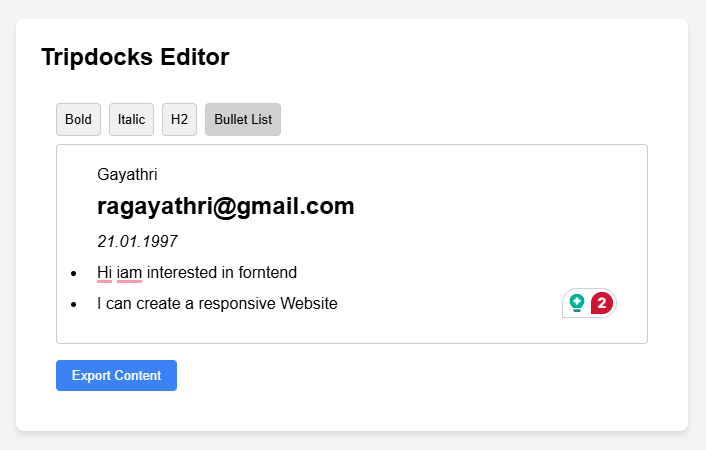 Tripdocks Editor
Bold Italic H2 Bullet List
Gayathri
ragayathri@gmail.com
21.01.1997
• Hi iam interested in forntend
• I can create a responsive Website
2
Export Content